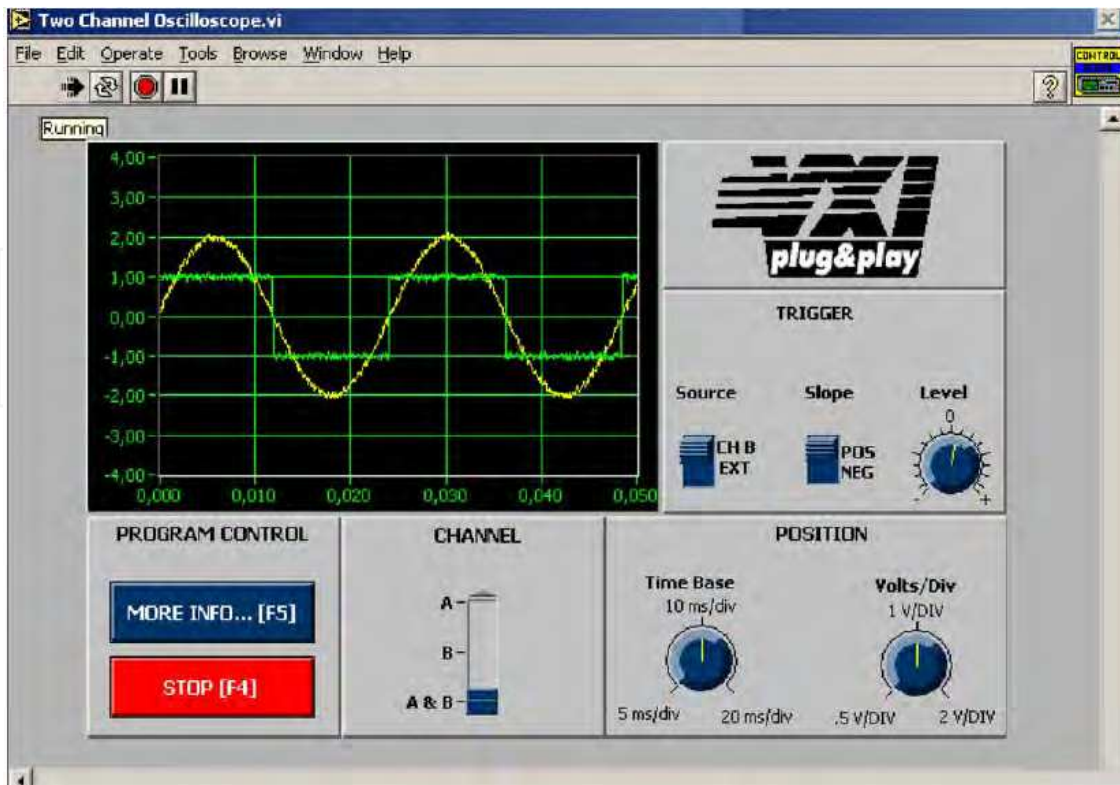 Two Channel Oscilloscope.vi
File Edit Operate Tools Browse Window Help
CONTROL
Running
4,00
3,00
2,00
1,00
0,00
-1,00
-2,00
-3,00
-4,00
0,000 0,010 0,020 0,030 0,040 0,050
VXI
plug&play
TRIGGER
Source Slope Level
0
CH B
EXT
POS
NEG
- +
PROGRAM CONTROL
MORE INFO... [F5]
STOP [F4]
CHANNEL
A
B
A & B
POSITION
Time Base
10 ms/div
5 ms/div 20 ms/div
Volts/Div
1 V/DIV
.5 V/DIV 2 V/DIV